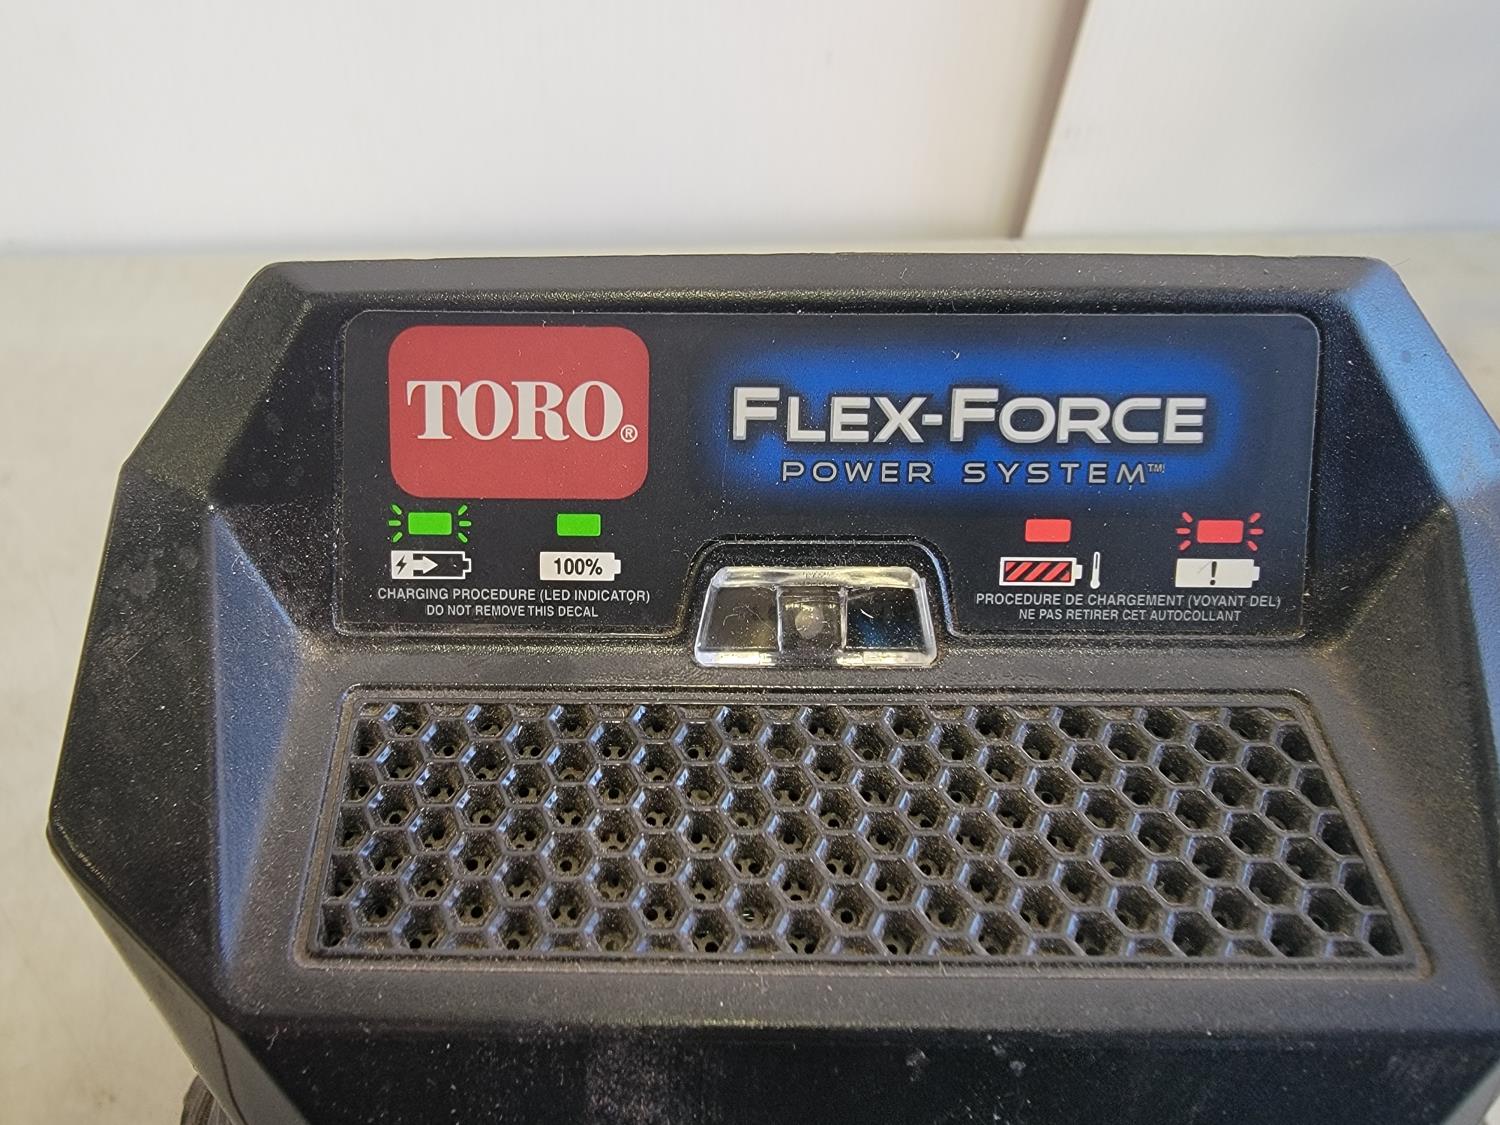 TORO®
FLEX-FORCE
POWER SYSTEM™
100%
!
CHARGING PROCEDURE (LED INDICATOR)
DO NOT REMOVE THIS DECAL
PROCEDURE DE CHARGEMENT (VOYANT DEL)
NE PAS RETIRER CET AUTOCOLLANT